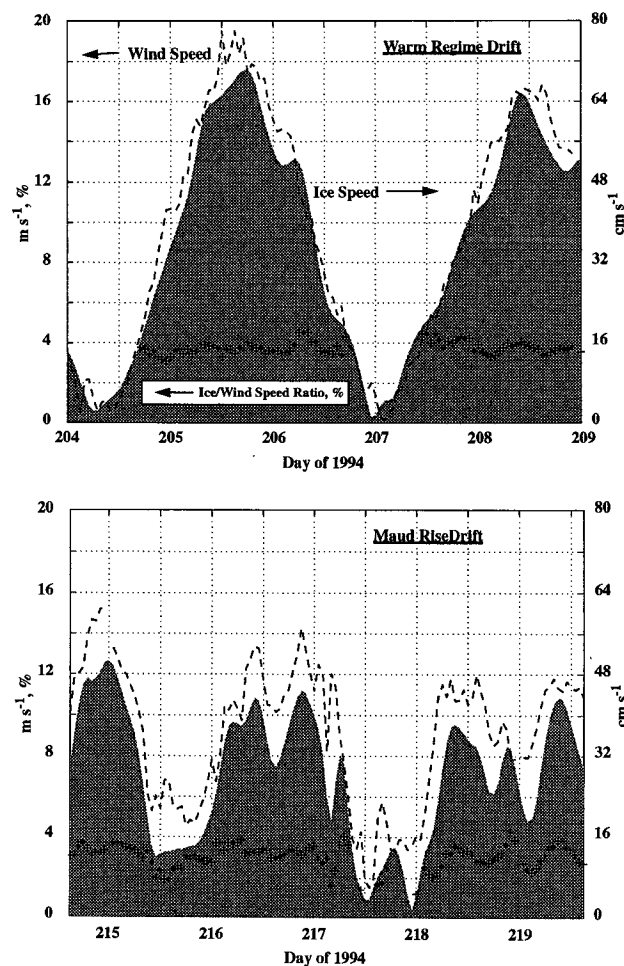 20
16
12
8
4
0
m s⁻¹, %
80
64
48
32
16
0
cm s⁻¹
Wind Speed
Warm Regime Drift
Ice Speed
Ice/Wind Speed Ratio, %
204 205 206 207 208 209
Day of 1994
20
16
12
8
4
0
m s⁻¹, %
80
64
48
32
16
0
cm s⁻¹
Maud RiseDrift
215 216 217 218 219
Day of 1994